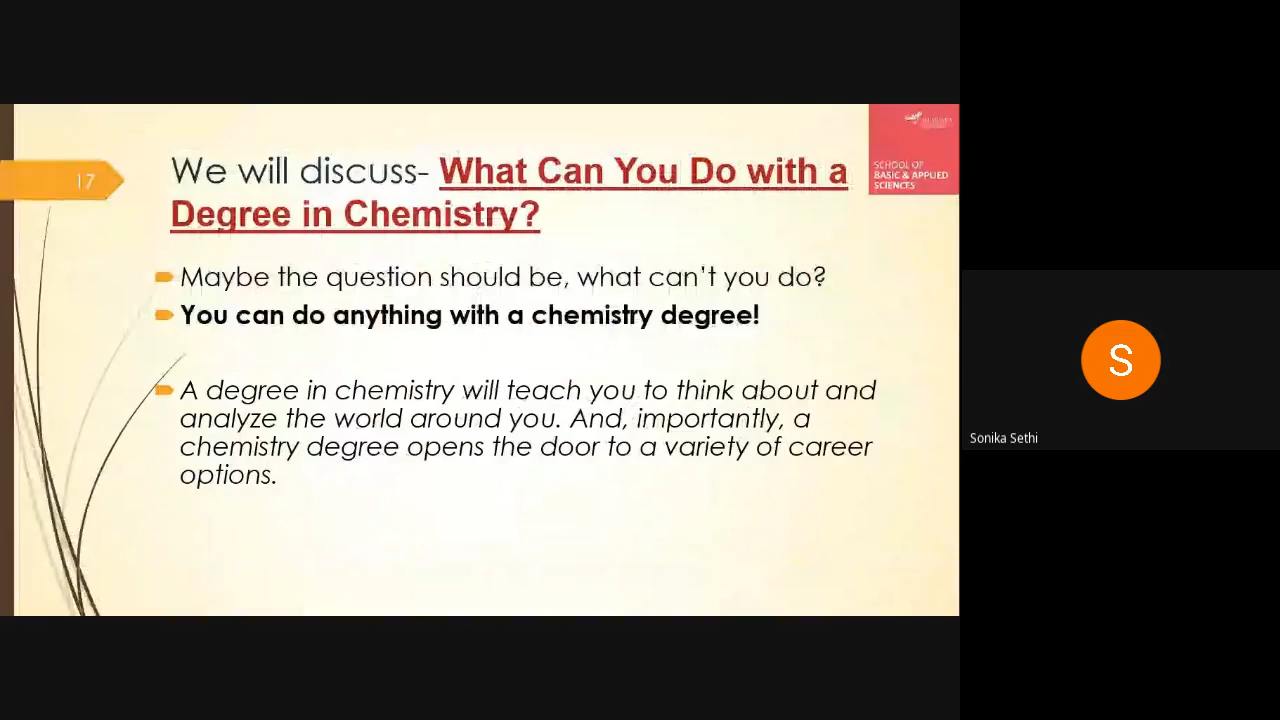 17
We will discuss- What Can You Do with a
Degree in Chemistry?
SCHOOL OF
BASIC & APPLIED
SCIENCES
Maybe the question should be, what can't you do?
You can do anything with a chemistry degree!
A degree in chemistry will teach you to think about and
analyze the world around you. And, importantly, a
chemistry degree opens the door to a variety of career
options.
S
Sonika Sethi